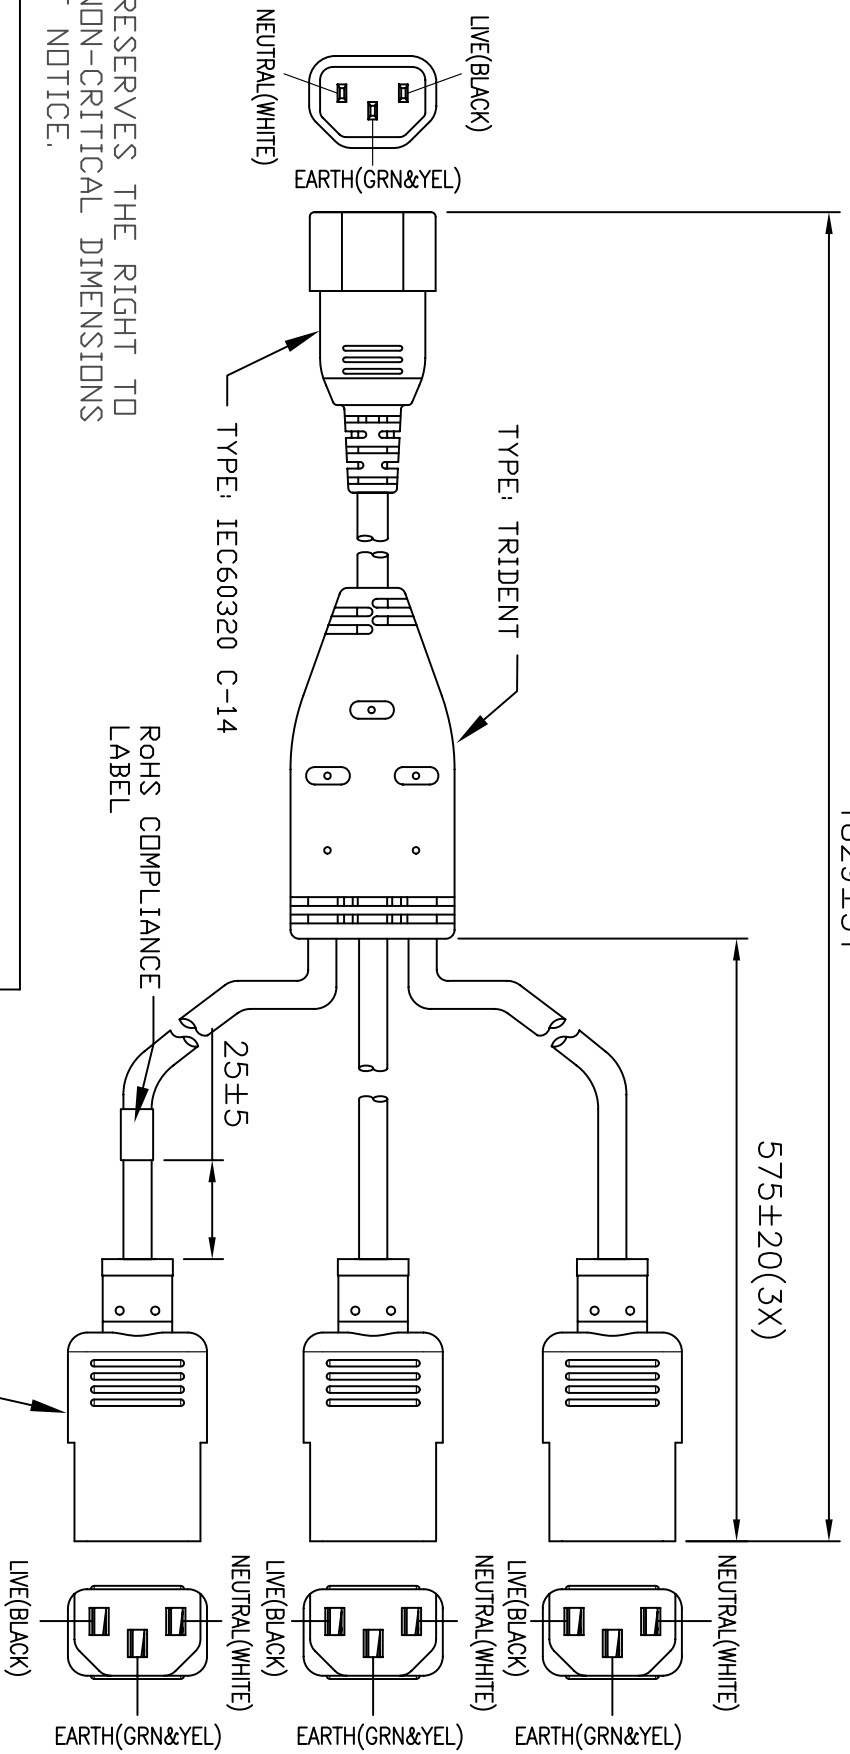 RESERVES THE RIGHT TO
NON-CRITICAL DIMENSIONS
NOTICE.
LIVE(BLACK)
NEUTRAL(WHITE)
EARTH(GRN&YEL)
TYPE: IEC60320 C-14
TYPE: TRIDENT
RoHS COMPLIANCE
LABEL
25±5
575±20(3X)
NEUTRAL(WHITE)
LIVE(BLACK)
EARTH(GRN&YEL)
NEUTRAL(WHITE)
LIVE(BLACK)
EARTH(GRN&YEL)
NEUTRAL(WHITE)
LIVE(BLACK)
EARTH(GRN&YEL)